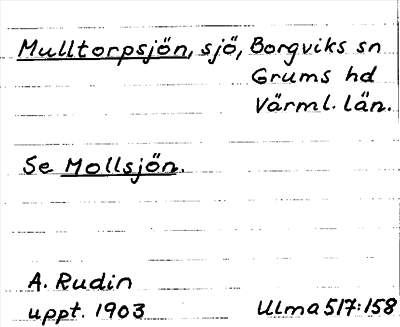 Mulltorpsjön, sjö, Borgviks sn
Grums hd
Värml. län.
Se Mollsjön.
A. Rudin
uppt. 1903
Ulma 517:158